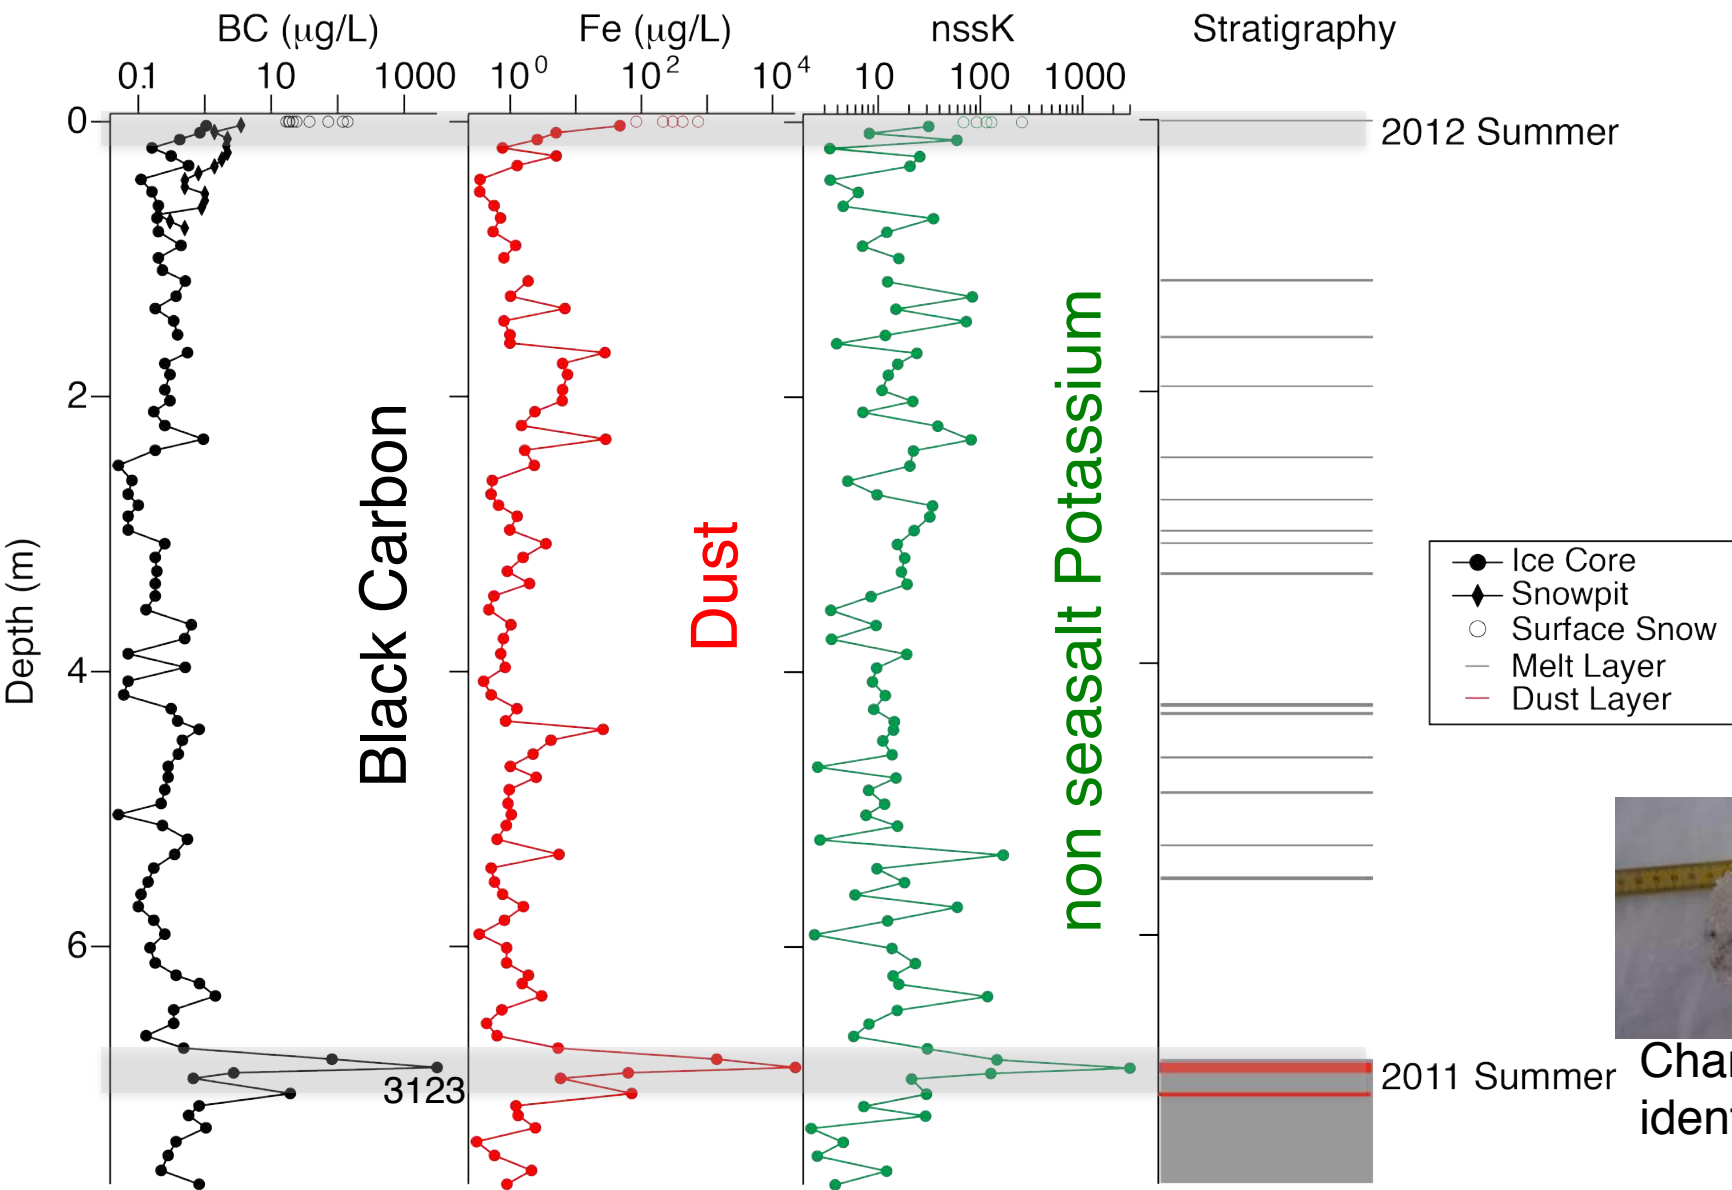 BC (μg/L) Fe (μg/L) nssK Stratigraphy
0.1 10 1000 10⁰ 10² 10⁴ 10 100 1000
0 2012 Summer
2
4
6
Depth (m)
Black Carbon
Dust
non seasalt Potassium
Ice Core
Snowpit
Surface Snow
Melt Layer
Dust Layer
3123
2011 Summer